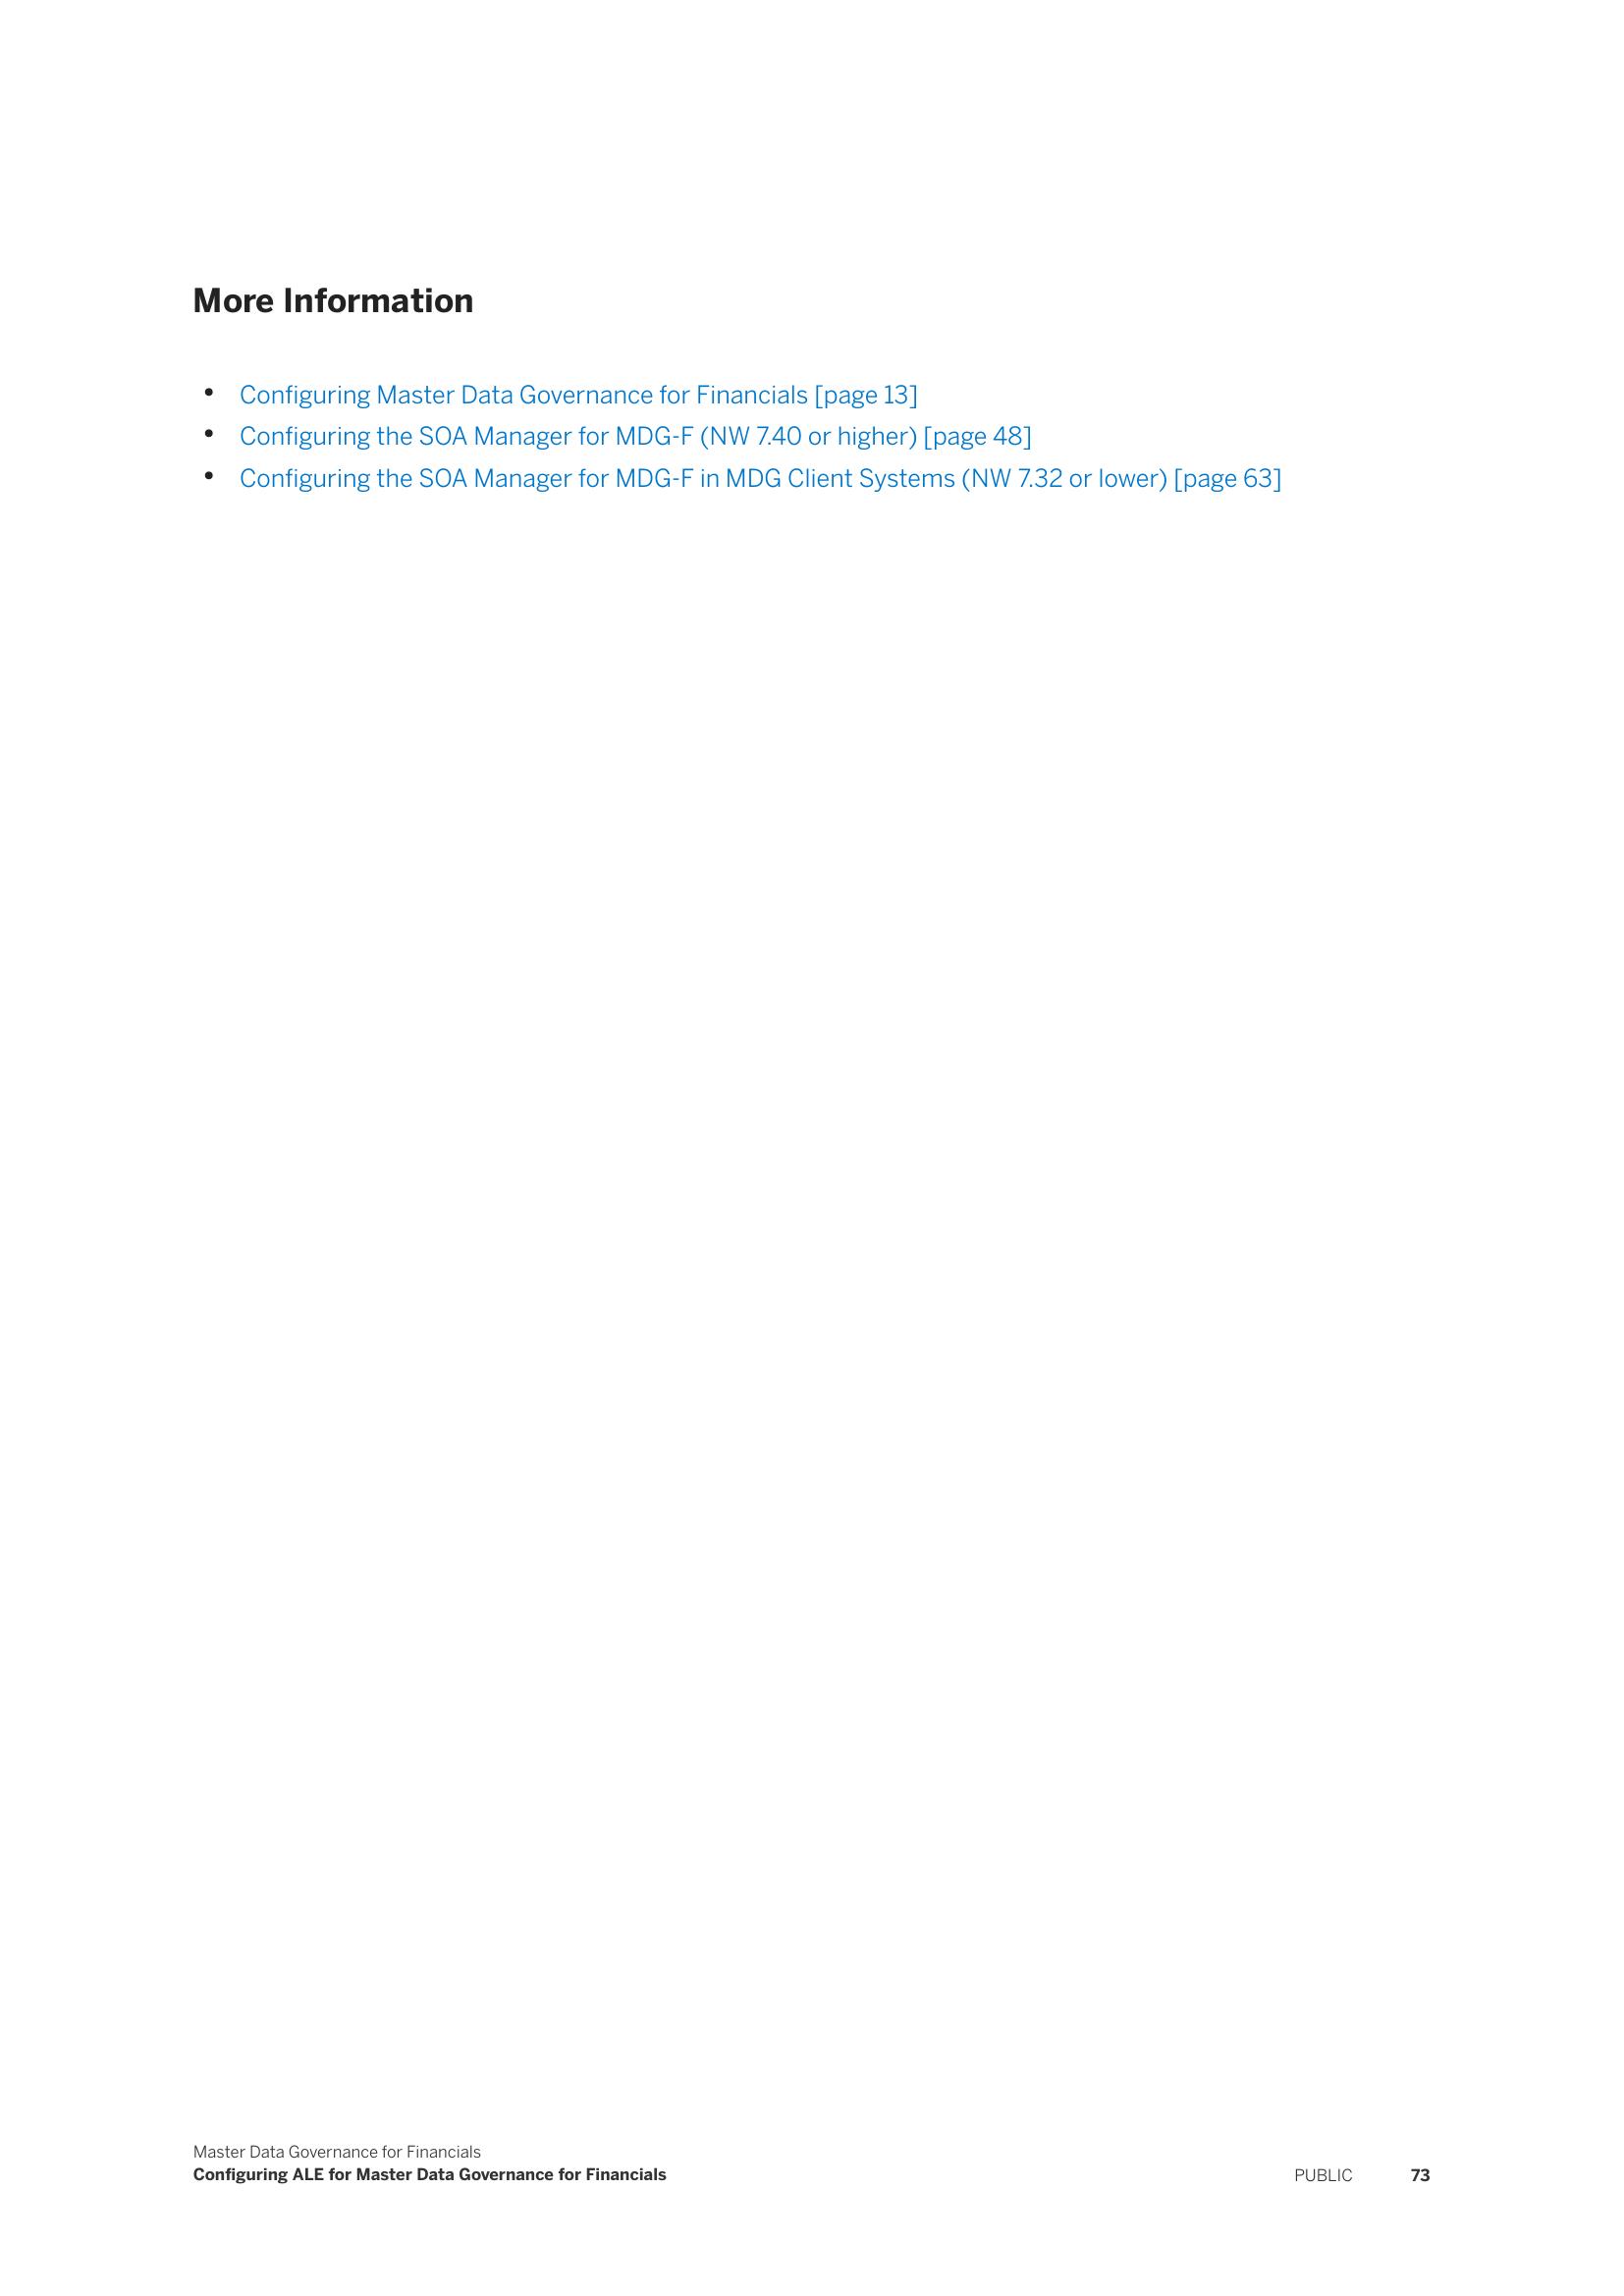 More Information
• Configuring Master Data Governance for Financials [page 13]
• Configuring the SOA Manager for MDG-F (NW 7.40 or higher) [page 48]
• Configuring the SOA Manager for MDG-F in MDG Client Systems (NW 7.32 or lower) [page 63]
Master Data Governance for Financials
Configuring ALE for Master Data Governance for Financials
PUBLIC 73